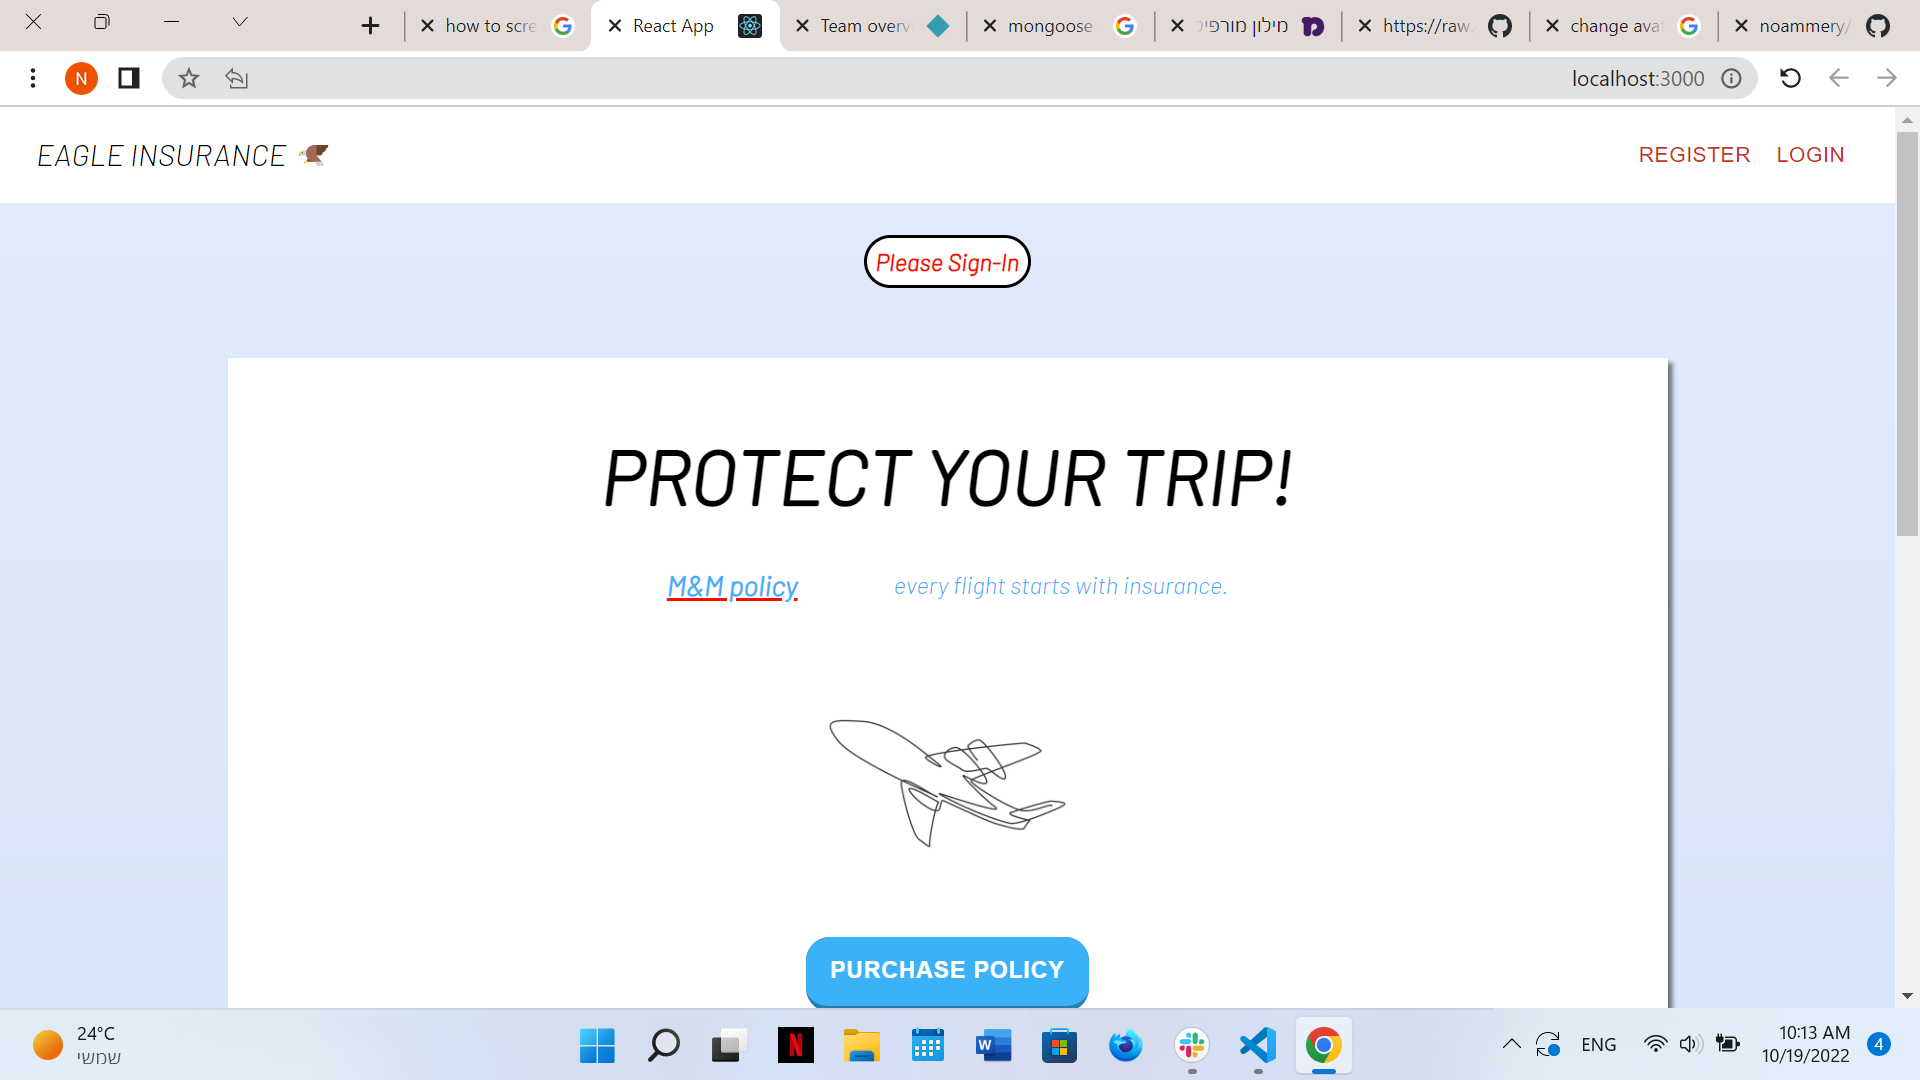 how to scre
React App
Team overv
mongoose
מילון מורפיכ
https://raw.
change avat
noammery/
N
localhost:3000
EAGLE INSURANCE
REGISTER
LOGIN
Please Sign-In
PROTECT YOUR TRIP!
M&M policy
every flight starts with insurance.
PURCHASE POLICY
24°C
שמשי
N
W
ENG
10:13 AM
10/19/2022
4